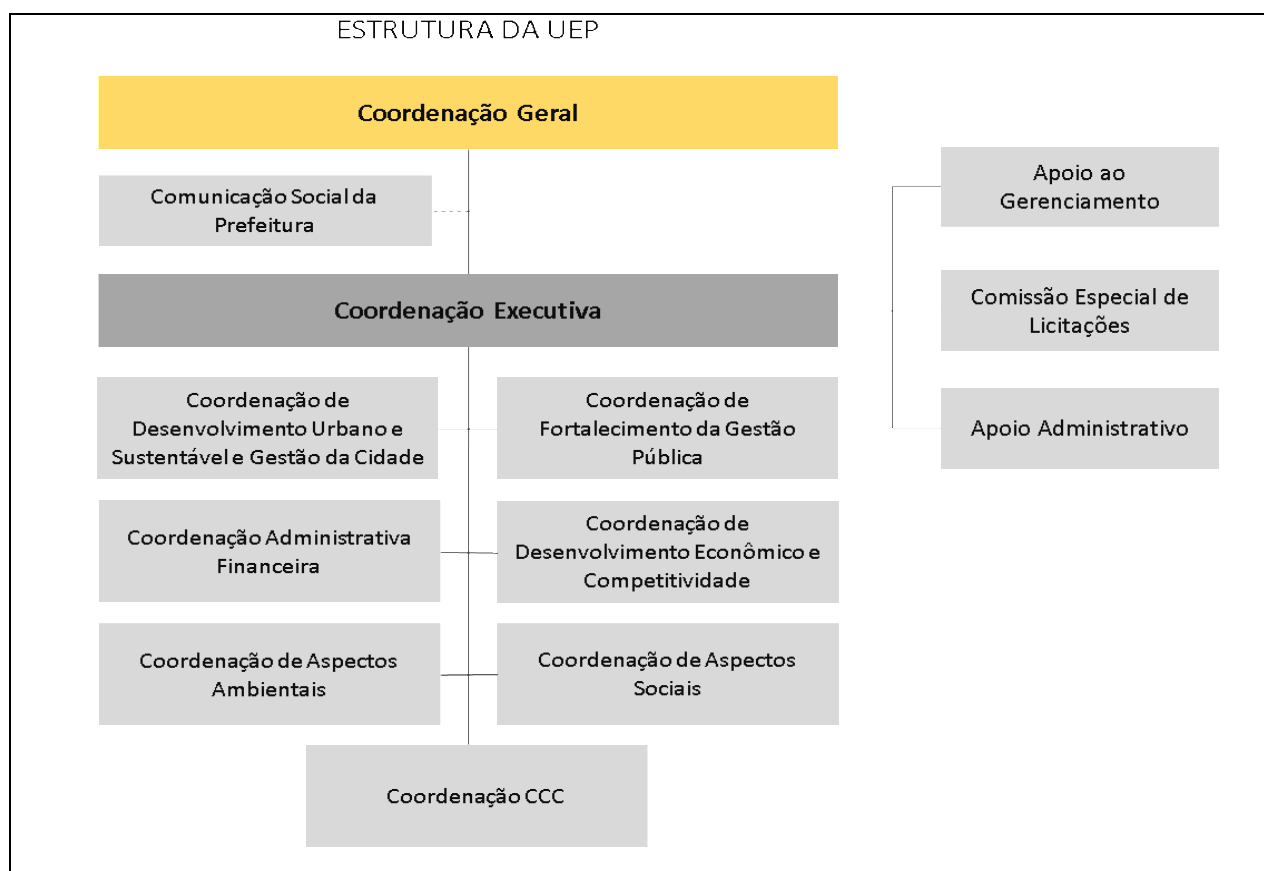 ESTRUTURA DA UEP
Coordenação Geral
Comunicação Social da
Prefeitura
Coordenação Executiva
Coordenação de
Desenvolvimento Urbano e
Sustentável e Gestão da Cidade
Coordenação de
Fortalecimento da Gestão
Pública
Coordenação Administrativa
Financeira
Coordenação de
Desenvolvimento Econômico e
Competitividade
Coordenação de Aspectos
Ambientais
Coordenação de Aspectos
Sociais
Coordenação CCC
Apoio ao
Gerenciamento
Comissão Especial de
Licitações
Apoio Administrativo